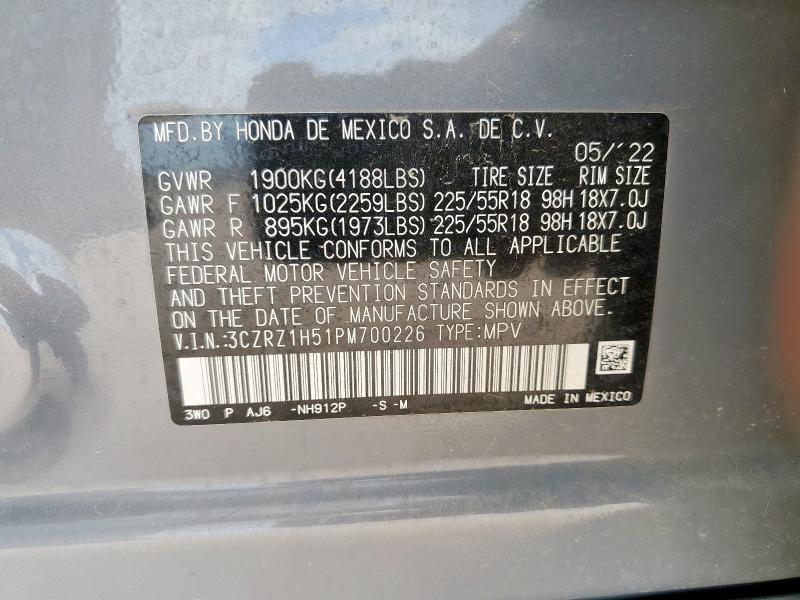 MFD.BY HONDA DE MEXICO S.A. DE C.V.
05/'22
GVWR 1900KG(4188LBS) TIRE SIZE RIM SIZE
GAWR F 1025KG(2259LBS) 225/55R18 98H 18X7.0J
GAWR R 895KG(1973LBS) 225/55R18 98H 18X7.0J
THIS VEHICLE CONFORMS TO ALL APPLICABLE
FEDERAL MOTOR VEHICLE SAFETY
AND THEFT PREVENTION STANDARDS IN EFFECT
ON THE DATE OF MANUFACTURE SHOWN ABOVE.
V.I.N.:3CZRZ1H51PM700226 TYPE:MPV
3W0 P AJ6 -NH912P -S -M MADE IN MEXICO